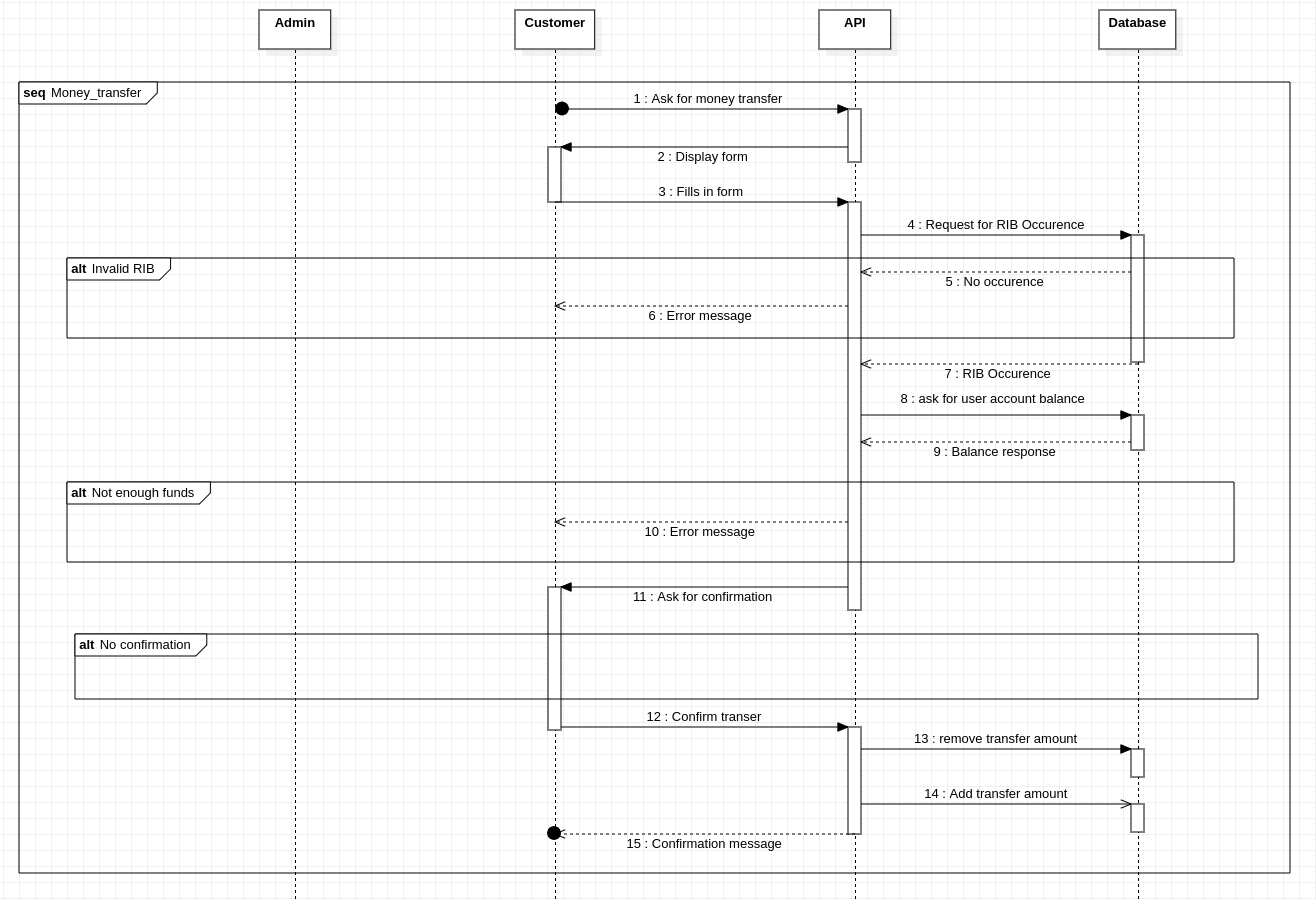 Admin
Customer
API
Database
seq Money_transfer
1 : Ask for money transfer
2 : Display form
3 : Fills in form
4 : Request for RIB Occurence
alt Invalid RIB
5 : No occurence
6 : Error message
7 : RIB Occurence
8 : ask for user account balance
9 : Balance response
alt Not enough funds
10 : Error message
11 : Ask for confirmation
alt No confirmation
12 : Confirm transer
13 : remove transfer amount
14 : Add transfer amount
15 : Confirmation message